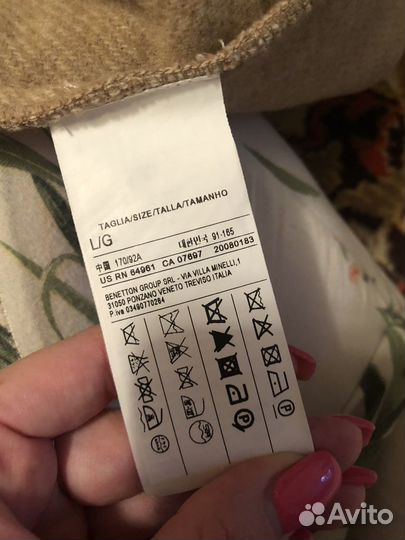 TAGLIA/SIZE/TALLA/TAMANHO
L/G
中国 170/92A 대한민국 91-165
US RN 64961 CA 07697 20080183
BENETTON GROUP SRL - VIA VILLA MINELLI,1
31050 PONZANO VENETO TREVISO ITALIA
P.iva 03490770264
P
P
Avito